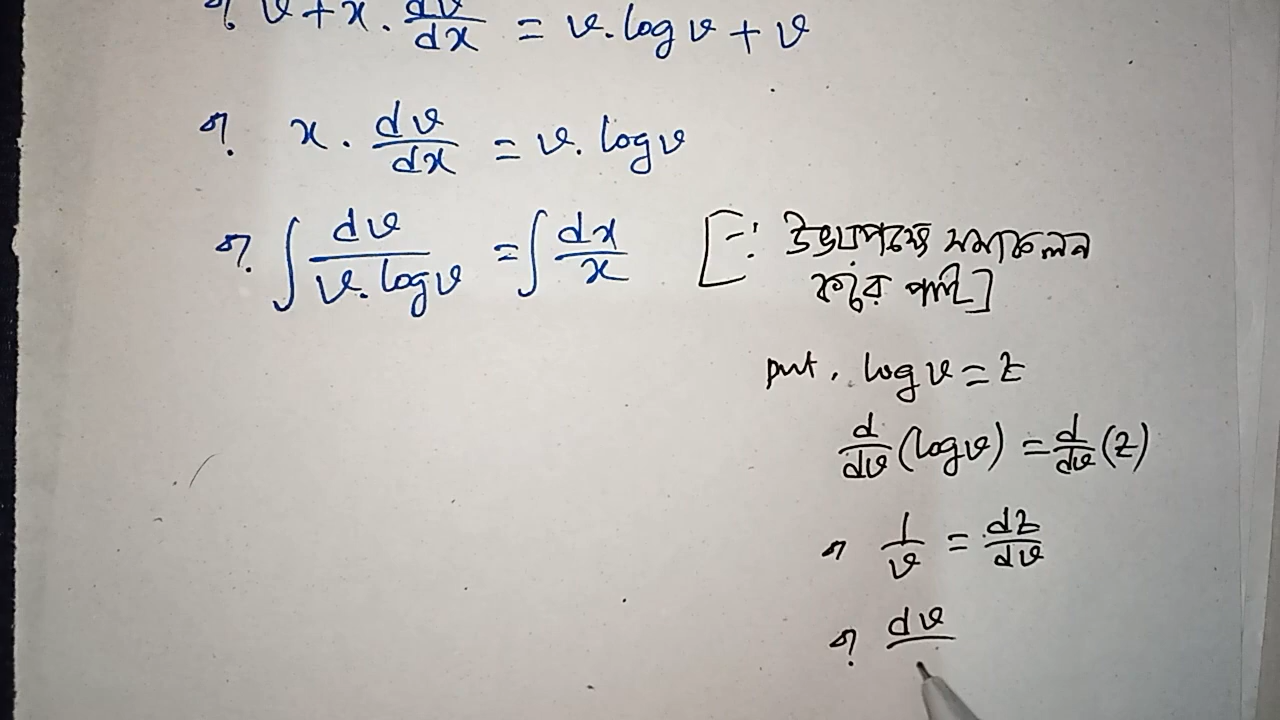 বা, v + x . dv/dx = v. log v + v
বা, x . dv/dx = v. log v
বা, ∫ dv/(v. log v) = ∫ dx/x [∵ উভয়পক্ষে সমাকলন
করে পাই]
put, log v = z
d/dv (log v) = d/dv (z)
বা 1/v = dz/dv
বা, dv